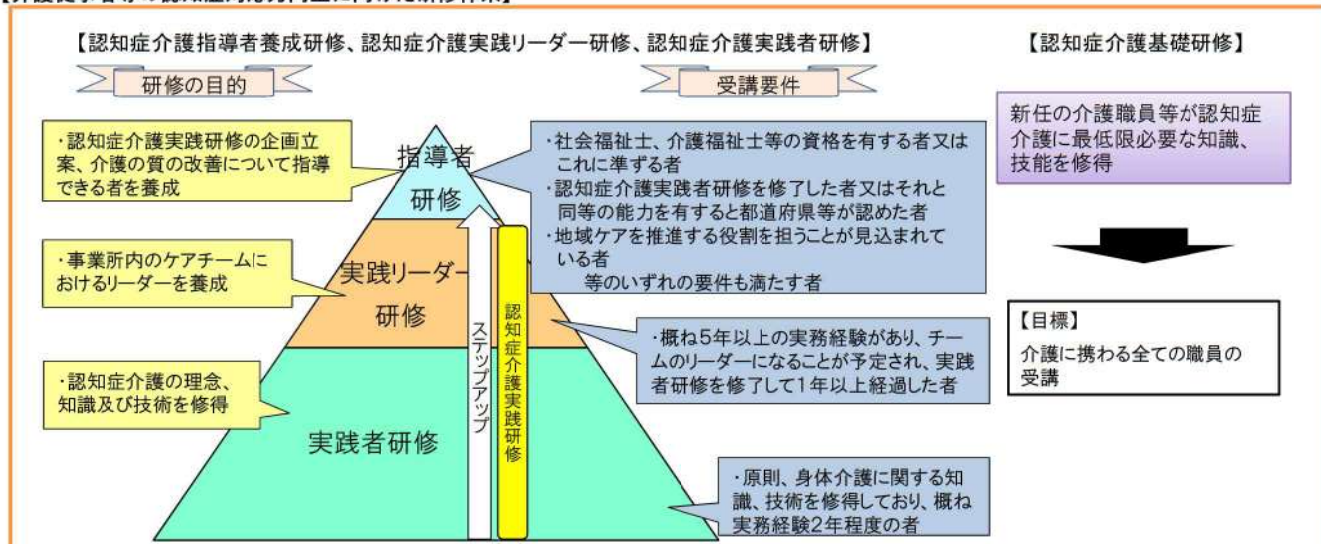 【認知症介護指導者養成研修、認知症介護実践リーダー研修、認知症介護実践者研修】
【認知症介護基礎研修】
研修の目的
受講要件
・認知症介護実践研修の企画立
案、介護の質の改善について指導
できる者を養成
・事業所内のケアチームに
おけるリーダーを養成
・認知症介護の理念、
知識及び技術を修得
指導者
研修
実践リーダー
研修
実践者研修
ステップアップ
認知症介護実践研修
・社会福祉士、介護福祉士等の資格を有する者又は
これに準ずる者
・認知症介護実践者研修を修了した者又はそれと
同等の能力を有すると都道府県等が認めた者
・地域ケアを推進する役割を担うことが見込まれて
いる者
等のいずれの要件も満たす者
・概ね5年以上の実務経験があり、チー
ムのリーダーになることが予定され、実践
者研修を修了して1年以上経過した者
・原則、身体介護に関する知
識、技術を修得しており、概ね
実務経験2年程度の者
新任の介護職員等が認知症
介護に最低限必要な知識、
技能を修得
【目標】
介護に携わる全ての職員の
受講